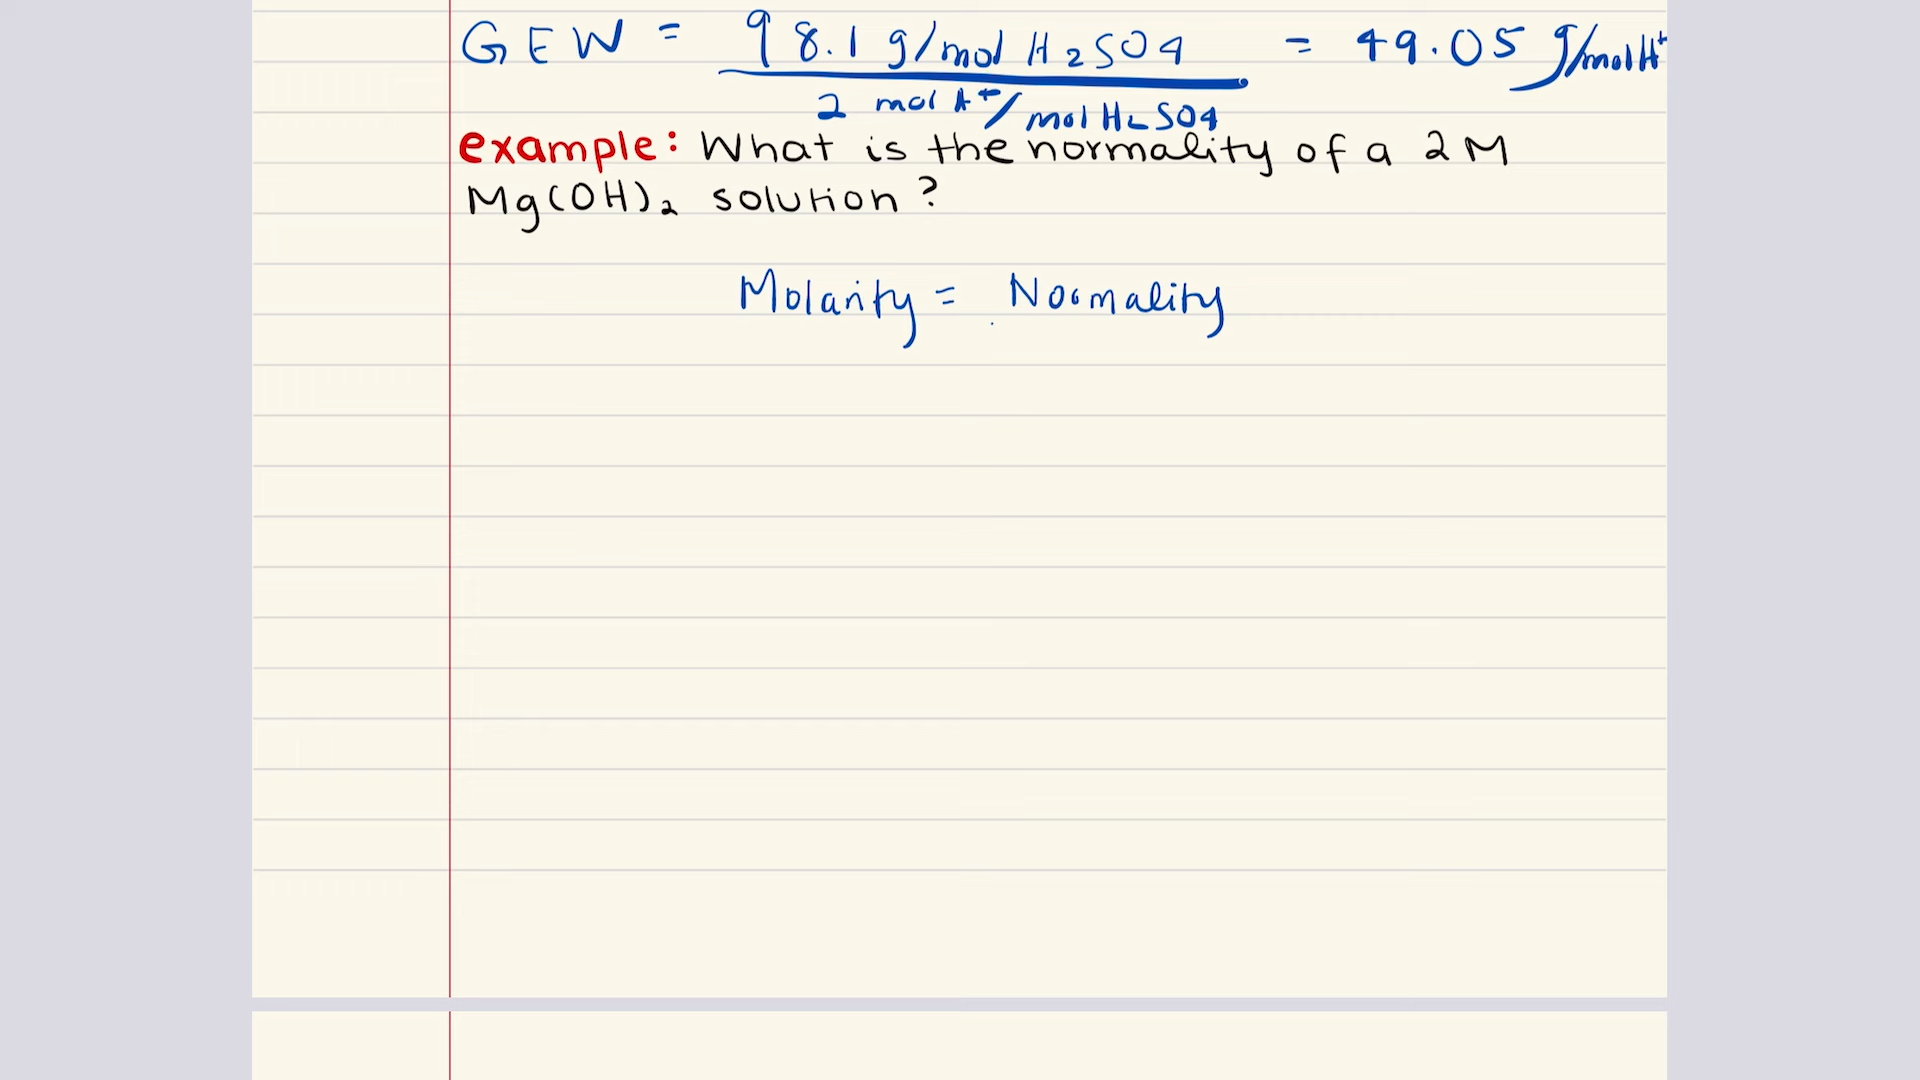 GEW = 98.1 g/mol H2SO4 = 49.05 g/mol H+
2 mol H+/mol H2SO4
example: What is the normality of a 2M
Mg(OH)2 solution?
Molarity = Normality